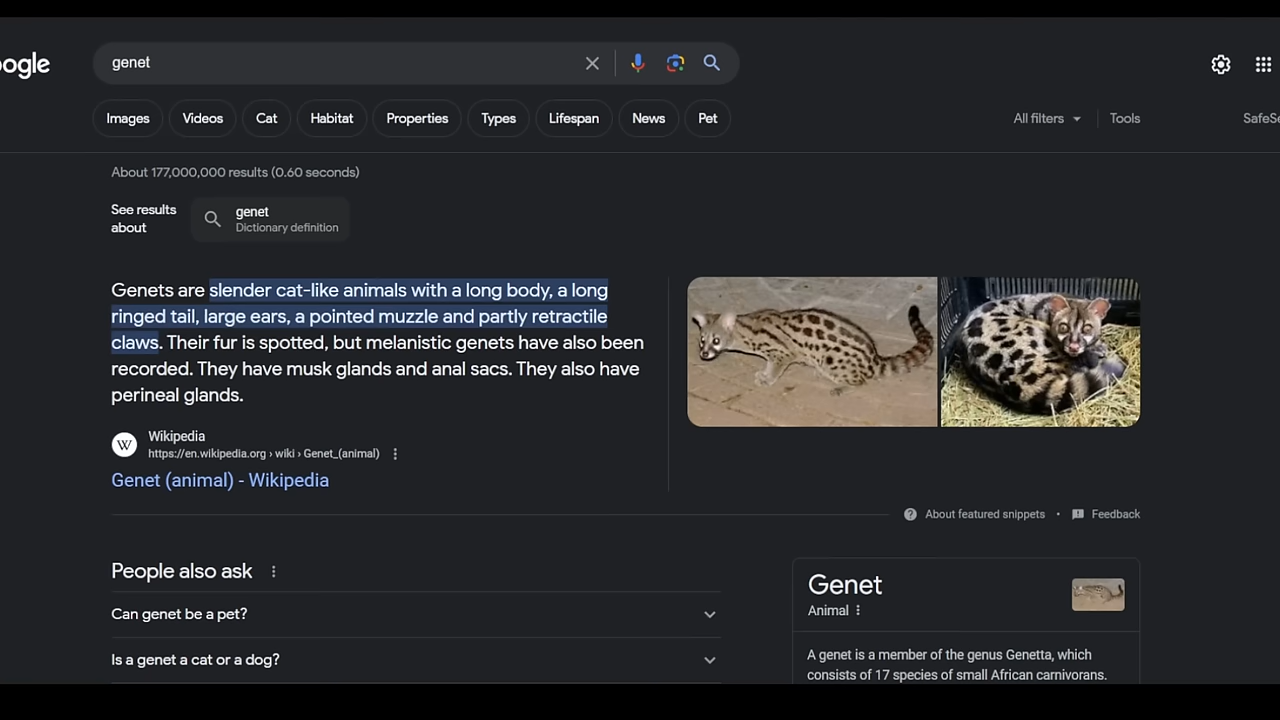 oogle
genet
Images Videos Cat Habitat Properties Types Lifespan News Pet All filters Tools SafeSe
About 177,000,000 results (0.60 seconds)
See results about
genet
Dictionary definition
Genets are slender cat-like animals with a long body, a long
ringed tail, large ears, a pointed muzzle and partly retractile
claws. Their fur is spotted, but melanistic genets have also been
recorded. They have musk glands and anal sacs. They also have
perineal glands.
W
Wikipedia
https://en.wikipedia.org › wiki › Genet_(animal)
Genet (animal) - Wikipedia
About featured snippets • Feedback
People also ask
Can genet be a pet?
Is a genet a cat or a dog?
Genet
Animal
A genet is a member of the genus Genetta, which
consists of 17 species of small African carnivorans.